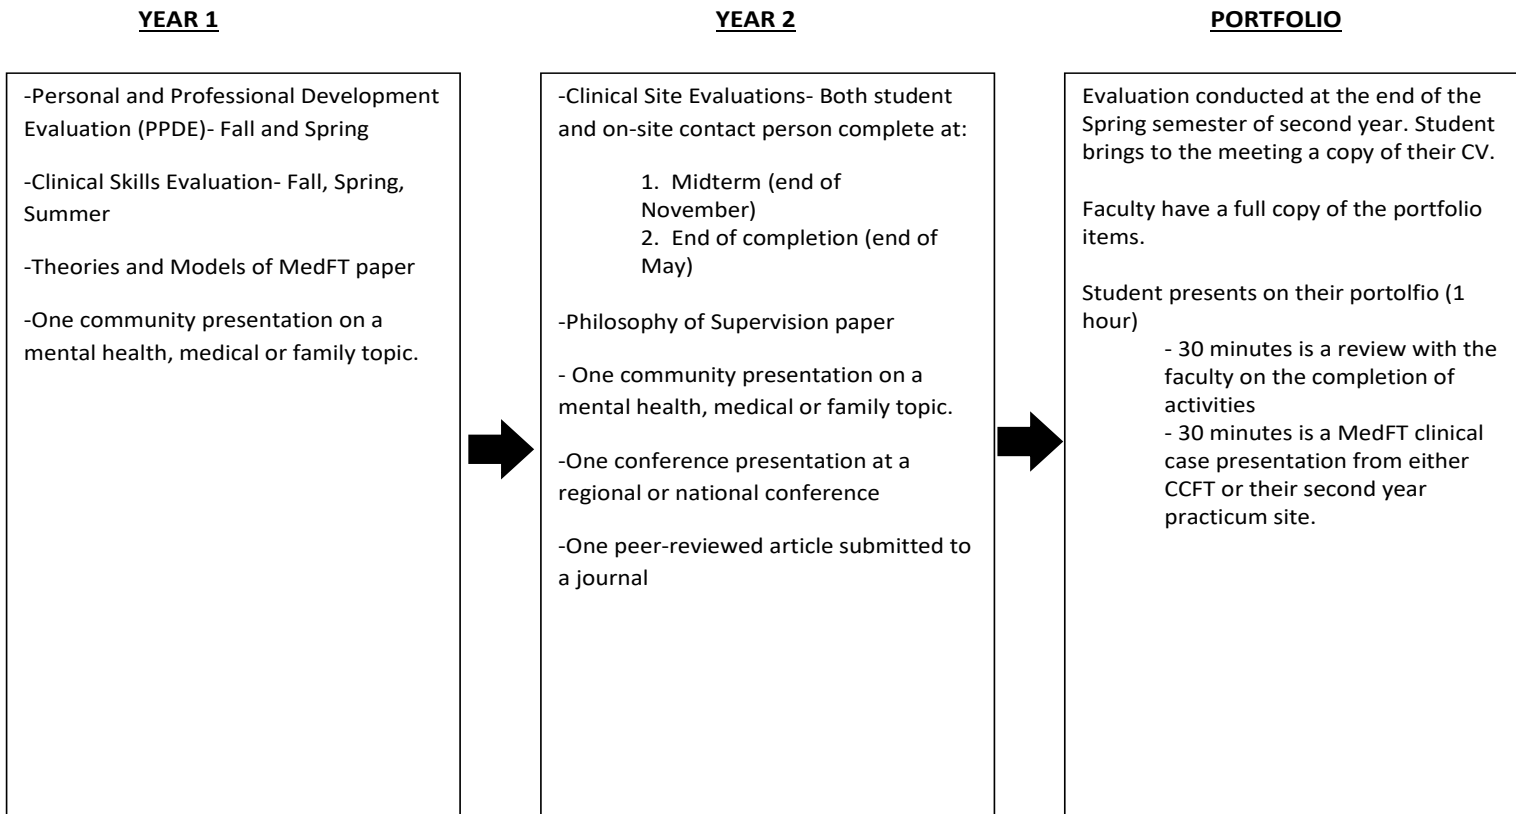 YEAR 1
YEAR 2
PORTFOLIO
-Personal and Professional Development
Evaluation (PPDE)- Fall and Spring
-Clinical Skills Evaluation- Fall, Spring,
Summer
-Theories and Models of MedFT paper
-One community presentation on a
mental health, medical or family topic.
-Clinical Site Evaluations- Both student
and on-site contact person complete at:
1. Midterm (end of
November)
2. End of completion (end of
May)
-Philosophy of Supervision paper
- One community presentation on a
mental health, medical or family topic.
-One conference presentation at a
regional or national conference
-One peer-reviewed article submitted to
a journal
Evaluation conducted at the end of the
Spring semester of second year. Student
brings to the meeting a copy of their CV.
Faculty have a full copy of the portfolio
items.
Student presents on their portolfio (1
hour)
- 30 minutes is a review with the
faculty on the completion of
activities
- 30 minutes is a MedFT clinical
case presentation from either
CCFT or their second year
practicum site.